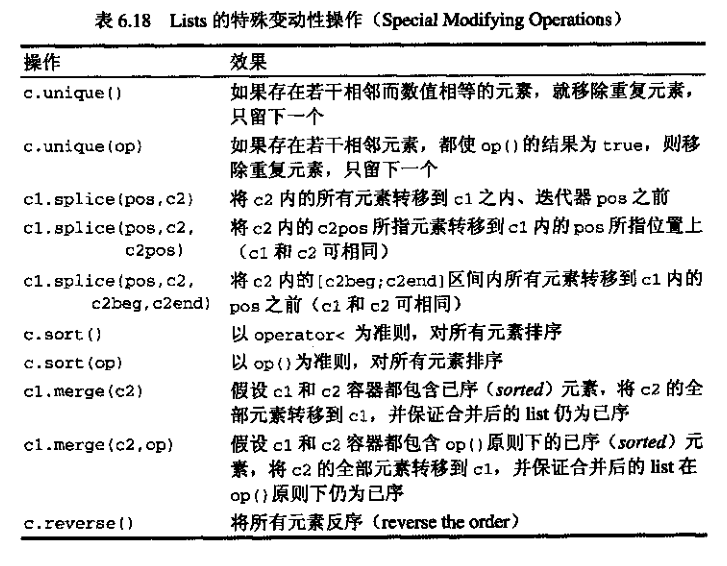 表 6.18 Lists 的特殊变动性操作（Special Modifying Operations）
操作 效果
c.unique() 如果存在若干相邻而数值相等的元素，就移除重复元素，
只留下一个
c.unique(op) 如果存在若干相邻元素，都使 op()的结果为 true，则移
除重复元素，只留下一个
c1.splice(pos,c2) 将 c2 内的所有元素转移到 c1 之内、迭代器 pos 之前
c1.splice(pos,c2, 将 c2 内的 c2pos 所指元素转移到 c1 内的 pos 所指位置上
c2pos) （c1 和 c2 可相同）
c1.splice(pos,c2, 将 c2 内的[c2beg;c2end]区间内所有元素转移到 c1 内的
c2beg,c2end) pos 之前（c1 和 c2 可相同）
c.sort() 以 operator< 为准则，对所有元素排序
c.sort(op) 以 op()为准则，对所有元素排序
c1.merge(c2) 假设 c1 和 c2 容器都包含已序（sorted）元素，将 c2 的全
部元素转移到 c1，并保证合并后的 list 仍为已序
c1.merge(c2,op) 假设 c1 和 c2 容器都包含 op()原则下的已序（sorted）元
素，将 c2 的全部元素转移到 c1，并保证合并后的 list 在
op()原则下仍为已序
c.reverse() 将所有元素反序（reverse the order）